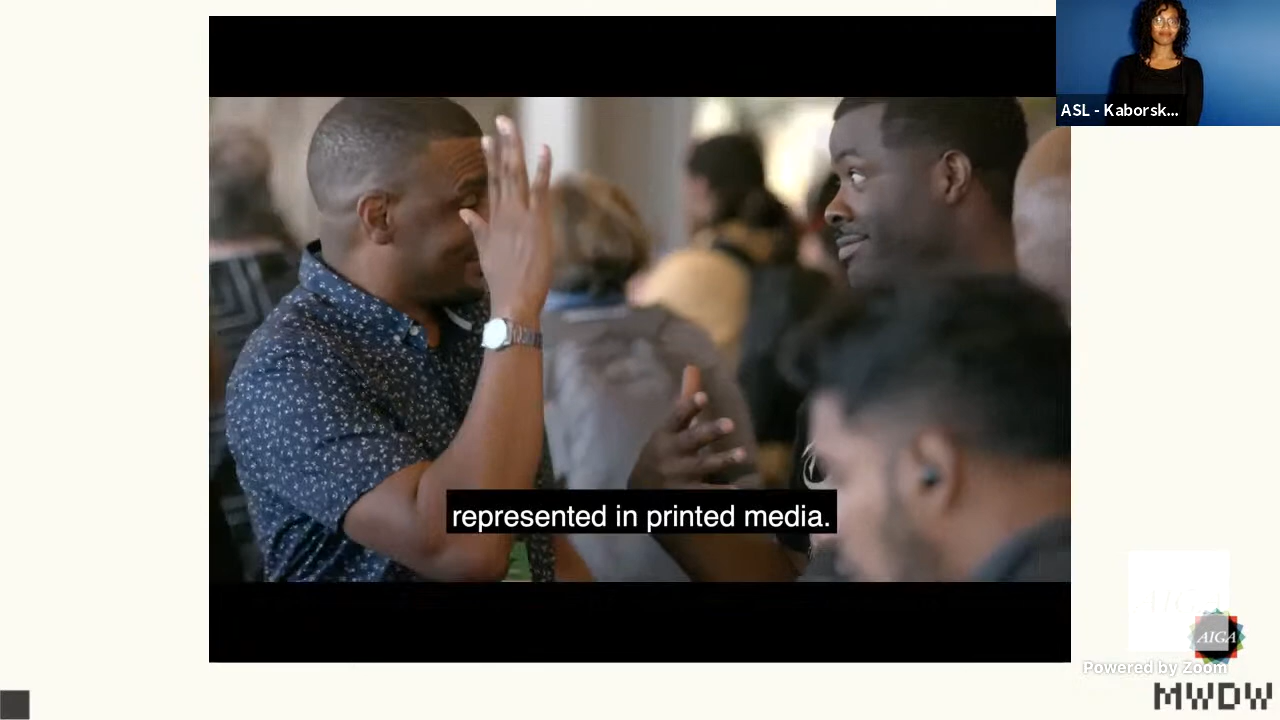 ASL - Kaborsk...
represented in printed media.
AIGA
Powered by Zoom
MWDW